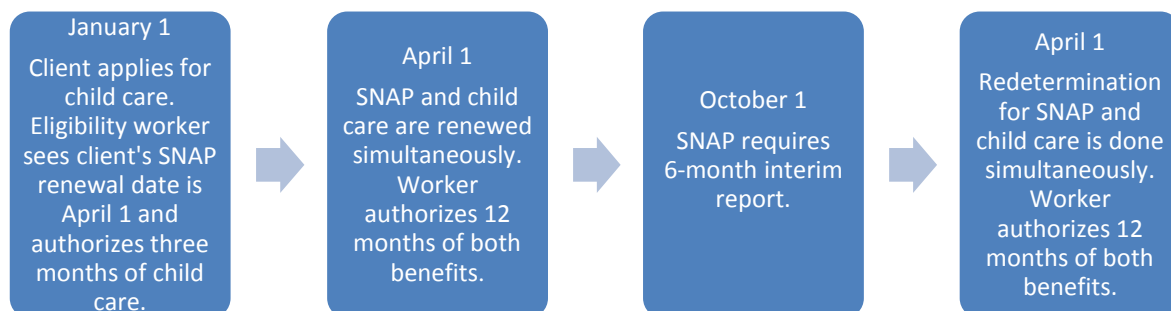 January 1
Client applies for
child care.
Eligibility worker
sees client's SNAP
renewal date is
April 1 and
authorizes three
months of child
care.
April 1
SNAP and child
care are renewed
simultaneously.
Worker
authorizes 12
months of both
benefits.
October 1
SNAP requires
6-month interim
report.
April 1
Redetermination
for SNAP and
child care is done
simultaneously.
Worker
authorizes 12
months of both
benefits.